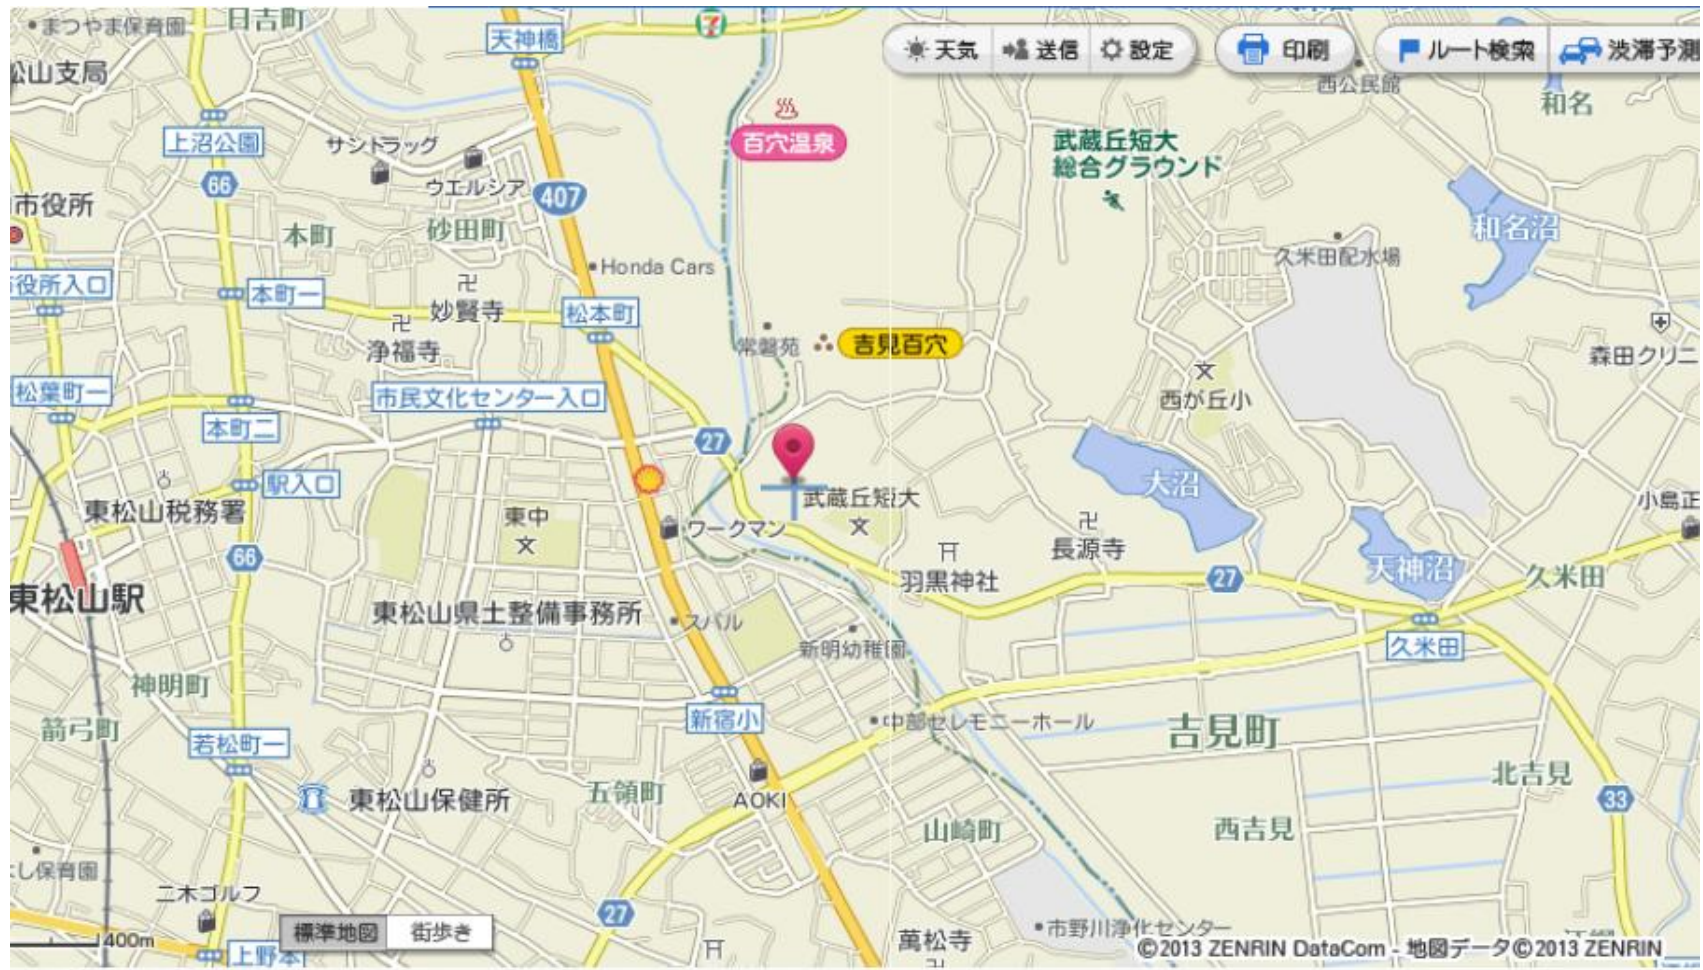 まつやま保育園
日吉町
天神橋
天気
送信
設定
印刷
ルート検索
渋滞予測
松山支局
西公民館
和名
上沼公園
サンドラッグ
百穴温泉
武蔵丘短大
総合グラウンド
66
ウエルシア
407
市役所
本町
砂田町
和名沼
久米田配水場
Honda Cars
役所入口
本町一
妙賢寺
松本町
浄福寺
常磐苑
吉見百穴
森田クリニ
松葉町一
市民文化センター入口
西が丘小
本町二
27
駅入口
大沼
東松山税務署
武蔵丘短大
小島正
東中
ワークマン
長源寺
66
羽黒神社
27
天神沼
久米田
東松山駅
東松山県土整備事務所
スバル
新明幼稚園
久米田
神明町
新宿小
中部セレモニーホール
吉見町
箭弓町
若松町一
北吉見
東松山保健所
五領町
AOKI
33
山崎町
西吉見
し保育園
二木ゴルフ
27
標準地図
街歩き
萬松寺
市野川浄化センター
400m
上野本
©2013 ZENRIN DataCom - 地図データ©2013 ZENRIN